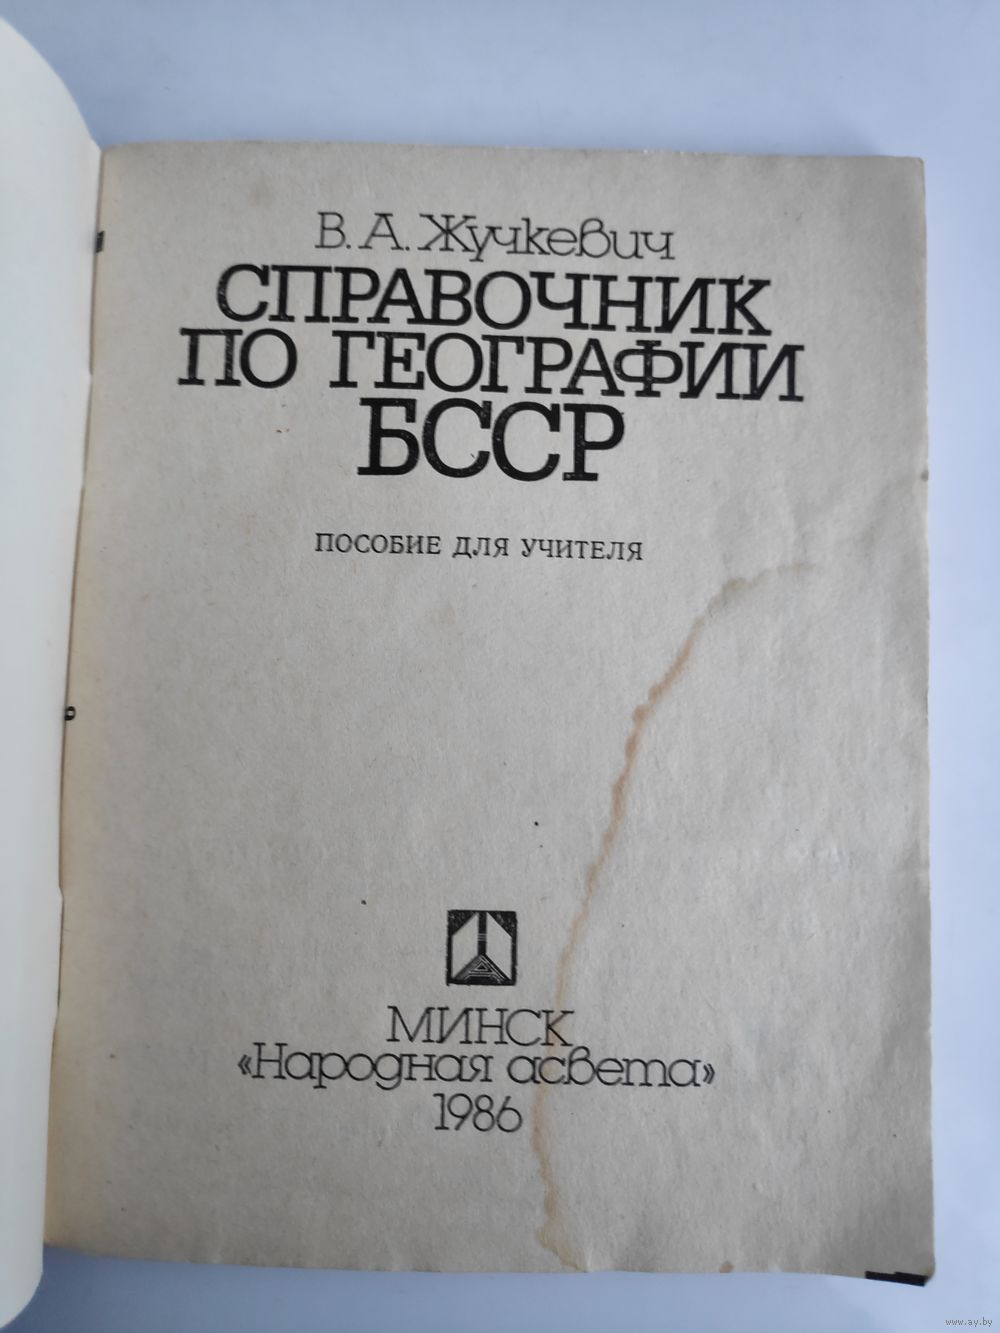 В. А. Жучкевич
СПРАВОЧНИК
ПО ГЕОГРАФИИ
БССР
ПОСОБИЕ ДЛЯ УЧИТЕЛЯ
МИНСК
«Народная асвета»
1986
www.ay.by